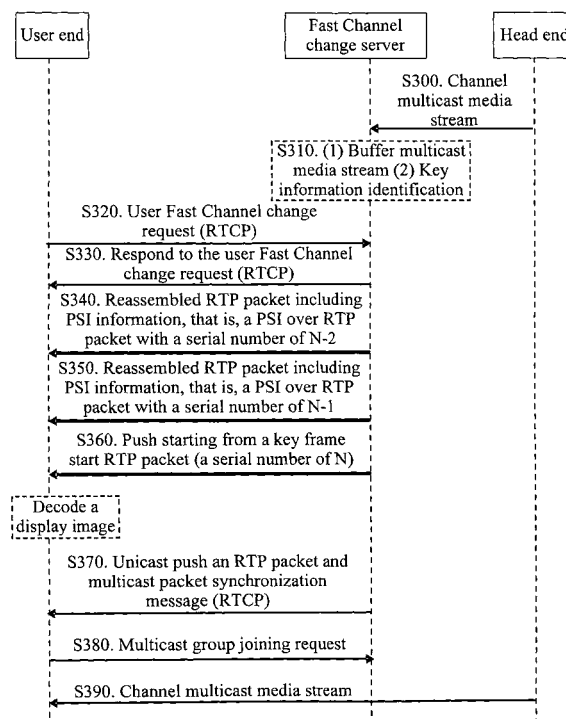 User end
Fast Channel
change server
Head end
S300. Channel
multicast media
stream
S310. (1) Buffer multicast
media stream (2) Key
information identification
S320. User Fast Channel change
request (RTCP)
S330. Respond to the user Fast Channel
change request (RTCP)
S340. Reassembled RTP packet including
PSI information, that is, a PSI over RTP
packet with a serial number of N-2
S350. Reassembled RTP packet including
PSI information, that is, a PSI over RTP
packet with a serial number of N-1
S360. Push starting from a key frame
start RTP packet (a serial number of N)
Decode a
display image
S370. Unicast push an RTP packet and
multicast packet synchronization
message (RTCP)
S380. Multicast group joining request
S390. Channel multicast media stream